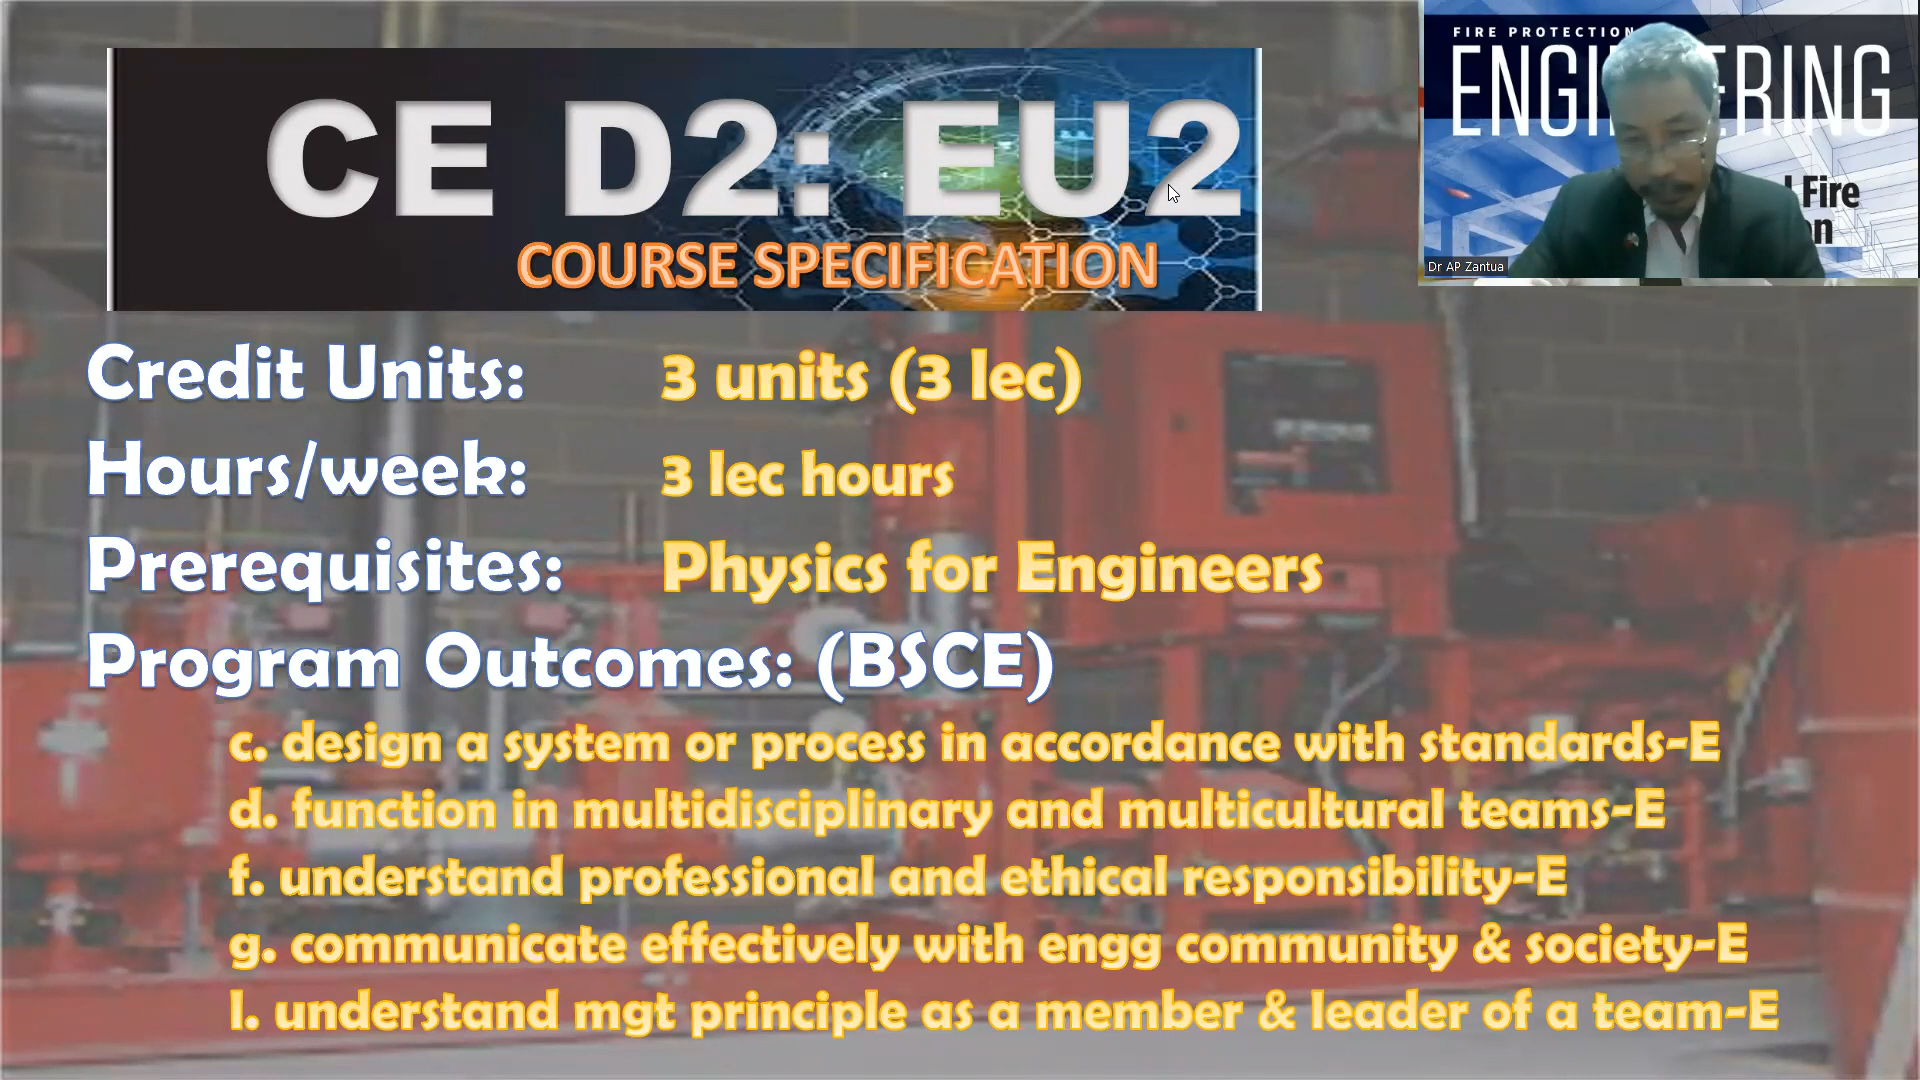 CE D2: EU2
COURSE SPECIFICATION
FIRE PROTECTION
ENGINEERING
Fire
Dr AP Zantua
Credit Units: 3 units (3 lec)
Hours/week: 3 lec hours
Prerequisites: Physics for Engineers
Program Outcomes: (BSCE)
c. design a system or process in accordance with standards-E
d. function in multidisciplinary and multicultural teams-E
f. understand professional and ethical responsibility-E
g. communicate effectively with engg community & society-E
l. understand mgt principle as a member & leader of a team-E